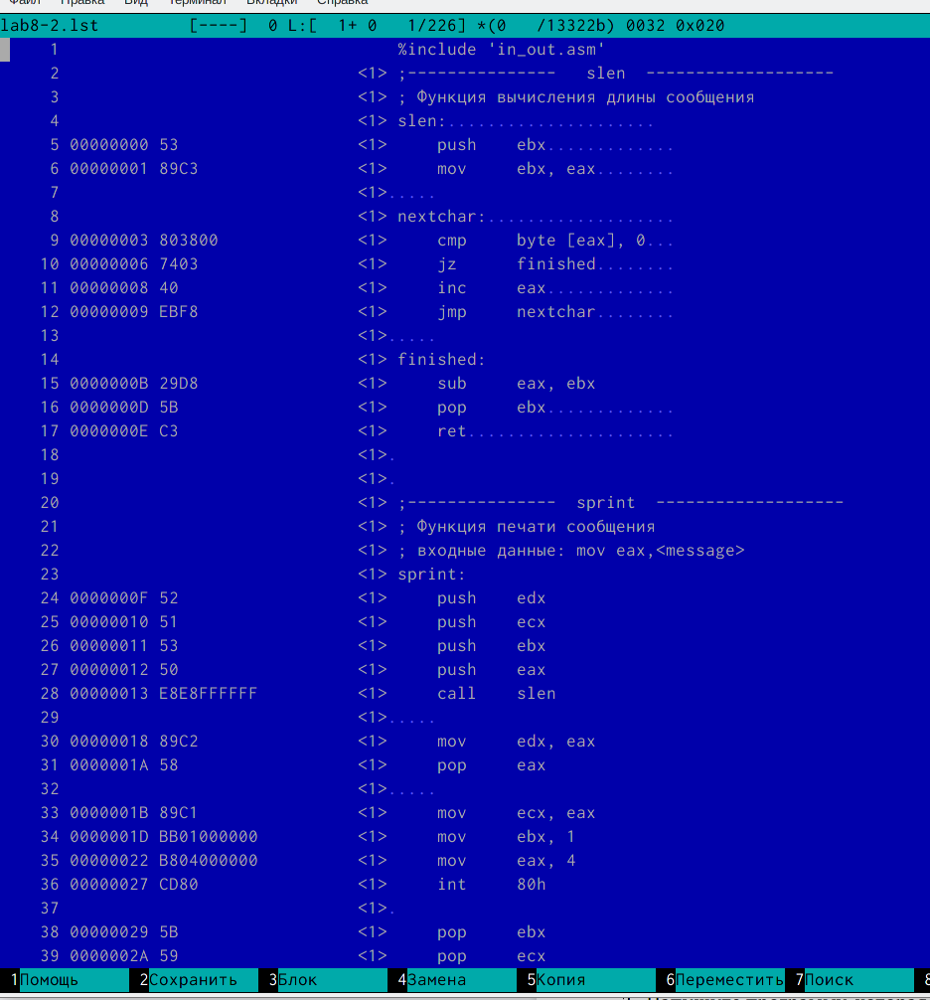 Файл Правка Вид Терминал Вкладки Справка
lab8-2.lst [----] 0 L:[ 1+ 0 1/226] *(0 /13322b) 0032 0x020
1 %include 'in_out.asm'
2 <1> ;--------------- slen -------------------
3 <1> ; Функция вычисления длины сообщения
4 <1> slen:.....................
5 00000000 53 <1> push ebx.............
6 00000001 89C3 <1> mov ebx, eax........
7 <1>.....
8 <1> nextchar:...................
9 00000003 803800 <1> cmp byte [eax], 0...
10 00000006 7403 <1> jz finished........
11 00000008 40 <1> inc eax.............
12 00000009 EBF8 <1> jmp nextchar........
13 <1>.....
14 <1> finished:
15 0000000B 29D8 <1> sub eax, ebx
16 0000000D 5B <1> pop ebx.............
17 0000000E C3 <1> ret.....................
18 <1>.
19 <1>.
20 <1> ;--------------- sprint -------------------
21 <1> ; Функция печати сообщения
22 <1> ; входные данные: mov eax,<message>
23 <1> sprint:
24 0000000F 52 <1> push edx
25 00000010 51 <1> push ecx
26 00000011 53 <1> push ebx
27 00000012 50 <1> push eax
28 00000013 E8E8FFFFFF <1> call slen
29 <1>.....
30 00000018 89C2 <1> mov edx, eax
31 0000001A 58 <1> pop eax
32 <1>.....
33 0000001B 89C1 <1> mov ecx, eax
34 0000001D BB01000000 <1> mov ebx, 1
35 00000022 B804000000 <1> mov eax, 4
36 00000027 CD80 <1> int 80h
37 <1>.
38 00000029 5B <1> pop ebx
39 0000002A 59 <1> pop ecx
1Помощь 2Сохранить 3Блок 4Замена 5Копия 6Переместить 7Поиск 8